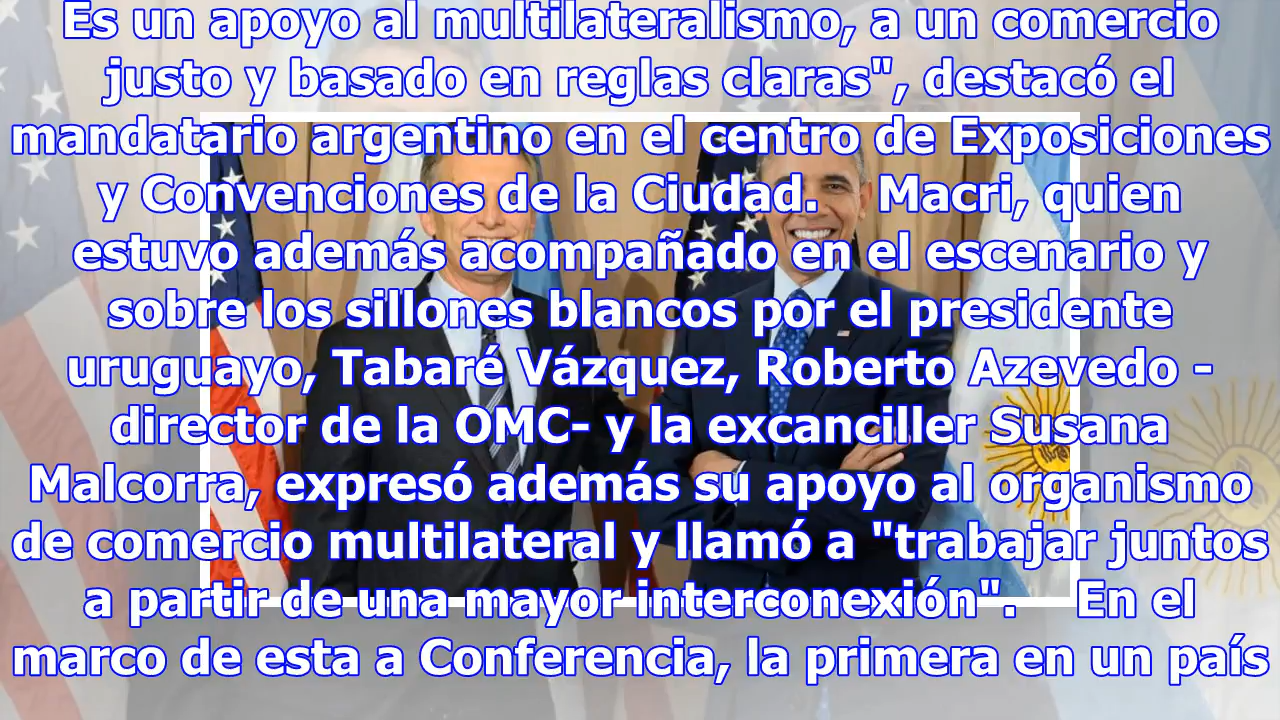 Es un apoyo al multilateralismo, a un comercio
justo y basado en reglas claras", destacó el
mandatario argentino en el centro de Exposiciones
y Convenciones de la Ciudad. Macri, quien
estuvo además acompañado en el escenario y
sobre los sillones blancos por el presidente
uruguayo, Tabaré Vázquez, Roberto Azevedo -
director de la OMC- y la excanciller Susana
Malcorra, expresó además su apoyo al organismo
de comercio multilateral y llamó a "trabajar juntos
a partir de una mayor interconexión". En el
marco de esta a Conferencia, la primera en un país